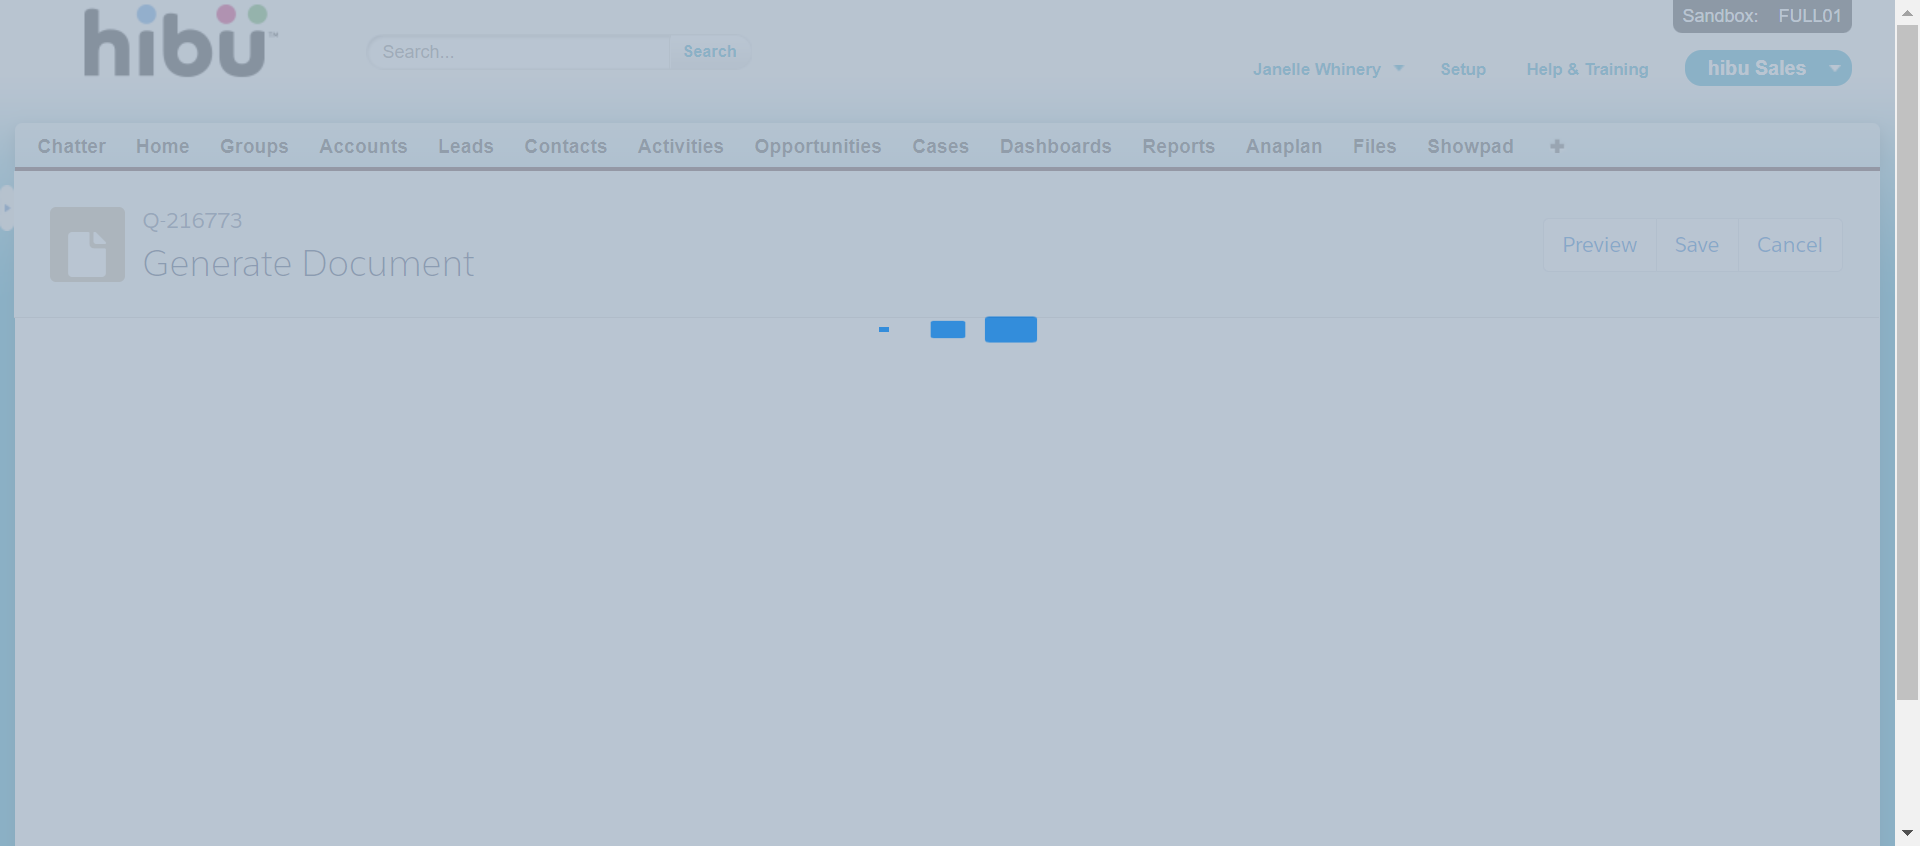 hibu™
Search...
Search
Sandbox: FULL01
Janelle Whinery
Setup
Help & Training
hibu Sales
Chatter Home Groups Accounts Leads Contacts Activities Opportunities Cases Dashboards Reports Anaplan Files Showpad
Q-216773
Generate Document
Preview Save Cancel